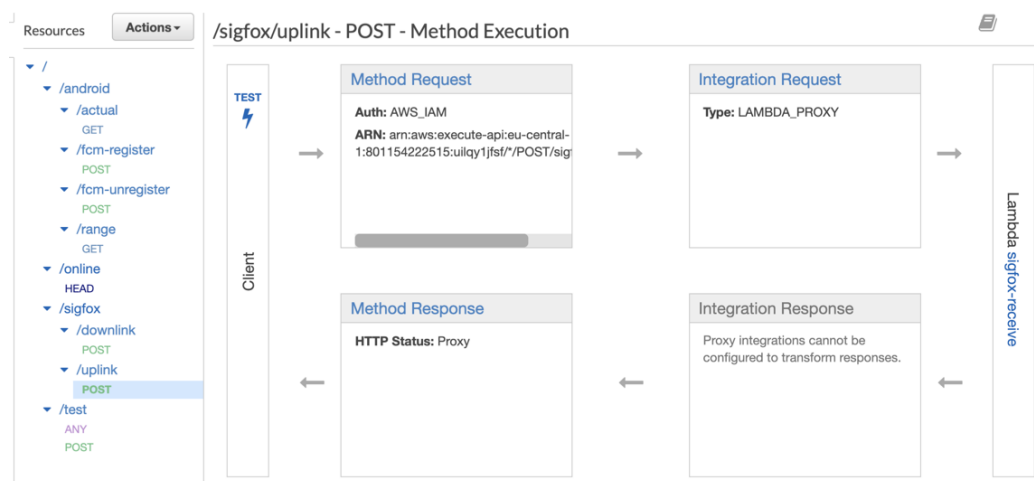 Resources
Actions
/sigfox/uplink - POST - Method Execution
/
/android
/actual
GET
/fcm-register
POST
/fcm-unregister
POST
/range
GET
/online
HEAD
/sigfox
/downlink
POST
/uplink
POST
/test
ANY
POST
TEST
Client
Method Request
Auth: AWS_IAM
ARN: arn:aws:execute-api:eu-central-
1:801154222515:uilqy1jfsf/*/POST/sig
Integration Request
Type: LAMBDA_PROXY
Lambda sigfox-receive
Method Response
HTTP Status: Proxy
Integration Response
Proxy integrations cannot be
configured to transform responses.